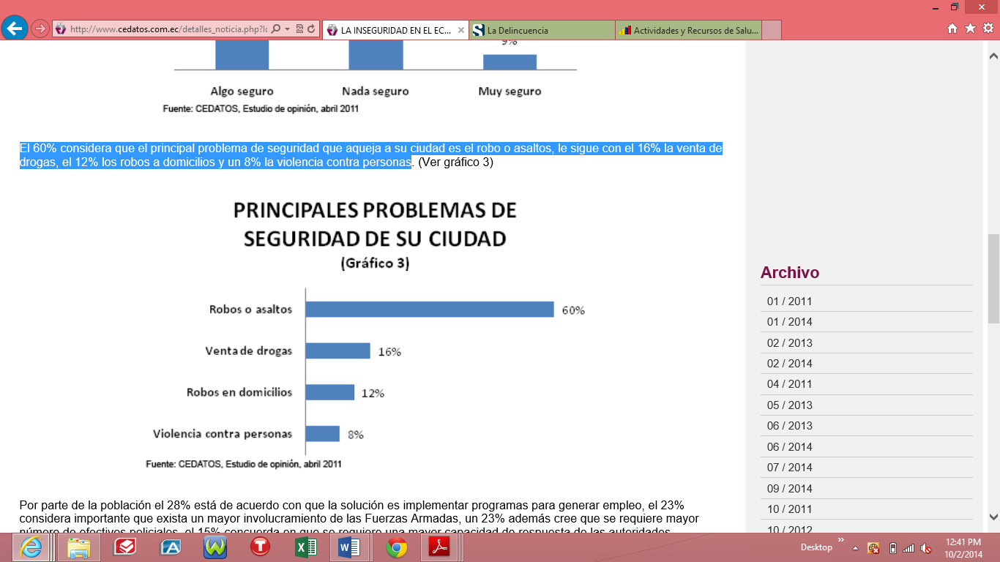 http://www.cedatos.com.ec/detalles_noticia.php?Ic
LA INSEGURIDAD EN EL EC...
La Delincuencia
Actividades y Recursos de Salu...
9%
Algo seguro
Nada seguro
Muy seguro
Fuente: CEDATOS, Estudio de opinión, abril 2011
El 60% considera que el principal problema de seguridad que aqueja a su ciudad es el robo o asaltos, le sigue con el 16% la venta de
drogas, el 12% los robos a domicilios y un 8% la violencia contra personas. (Ver gráfico 3)
PRINCIPALES PROBLEMAS DE
SEGURIDAD DE SU CIUDAD
(Gráfico 3)
Robos o asaltos
60%
Venta de drogas
16%
Robos en domicilios
12%
Violencia contra personas
8%
Fuente: CEDATOS, Estudio de opinión, abril 2011
Por parte de la población el 28% está de acuerdo con que la solución es implementar programas para generar empleo, el 23%
considera importante que exista un mayor involucramiento de las Fuerzas Armadas, un 23% además cree que se requiere mayor
número de efectivos policiales, el 15% concuerda en que se requiere una mayor capacidad de respuesta de las autoridades
Archivo
01 / 2011
01 / 2014
02 / 2013
02 / 2014
04 / 2011
05 / 2013
06 / 2013
06 / 2014
07 / 2014
09 / 2014
10 / 2011
10 / 2012
Desktop
12:41 PM
10/2/2014